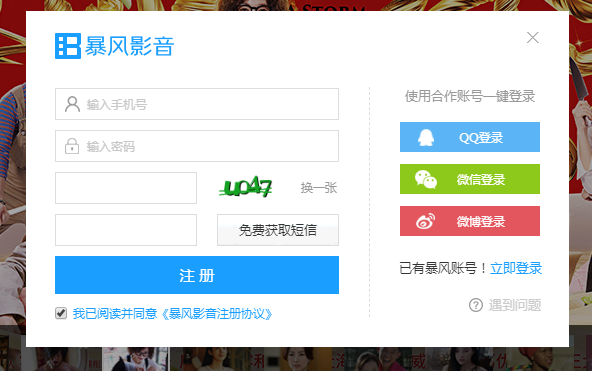 STORM
暴风影音
输入手机号
使用合作账号一键登录
输入密码
QQ登录
uo47
换一张
微信登录
免费获取短信
微博登录
注 册
已有暴风账号！立即登录
我已阅读并同意《暴风影音注册协议》
遇到问题